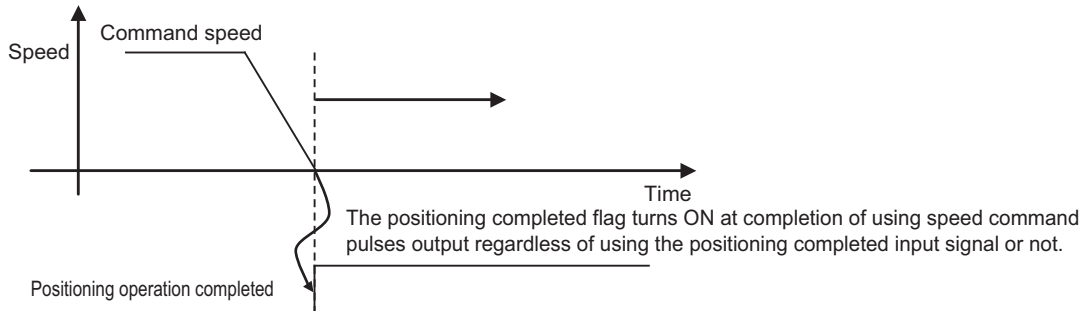 Command speed
Speed
Time
The positioning completed flag turns ON at completion of using speed command
pulses output regardless of using the positioning completed input signal or not.
Positioning operation completed